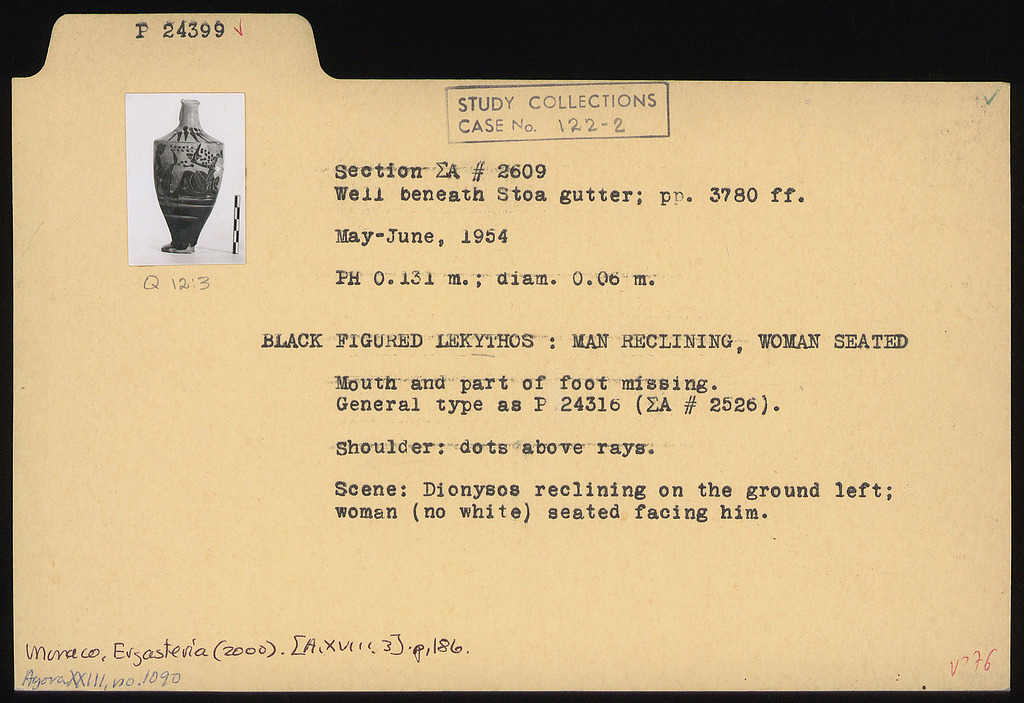 P 24399 ✓
STUDY COLLECTIONS
CASE No. 122-2
Section ΣA # 2609
Well beneath Stoa gutter; pp. 3780 ff.
May-June, 1954
Q 12:3
PH 0.131 m.; diam. 0.06 m.
BLACK FIGURED LEKYTHOS : MAN RECLINING, WOMAN SEATED
Mouth and part of foot missing.
General type as P 24316 (ΣA # 2526).
Shoulder: dots above rays.
Scene: Dionysos reclining on the ground left;
woman (no white) seated facing him.
Monaco, Ergasteria (2000). [A.XVIII.3] p.186.
Agora XXIII, no. 1090
76